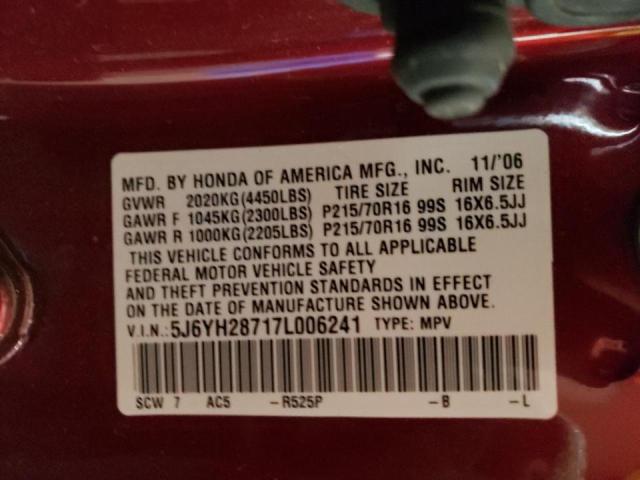 MFD. BY HONDA OF AMERICA MFG., INC. 11/'06
GVWR 2020KG(4450LBS) TIRE SIZE RIM SIZE
GAWR F 1045KG(2300LBS) P215/70R16 99S 16X6.5JJ
GAWR R 1000KG(2205LBS) P215/70R16 99S 16X6.5JJ
THIS VEHICLE CONFORMS TO ALL APPLICABLE
FEDERAL MOTOR VEHICLE SAFETY
AND THEFT PREVENTION STANDARDS IN EFFECT
ON THE DATE OF MANUFACTURE SHOWN ABOVE.
V.I.N.:5J6YH28717L006241 TYPE: MPV
SCW 7 AC5 -R525P -B -L